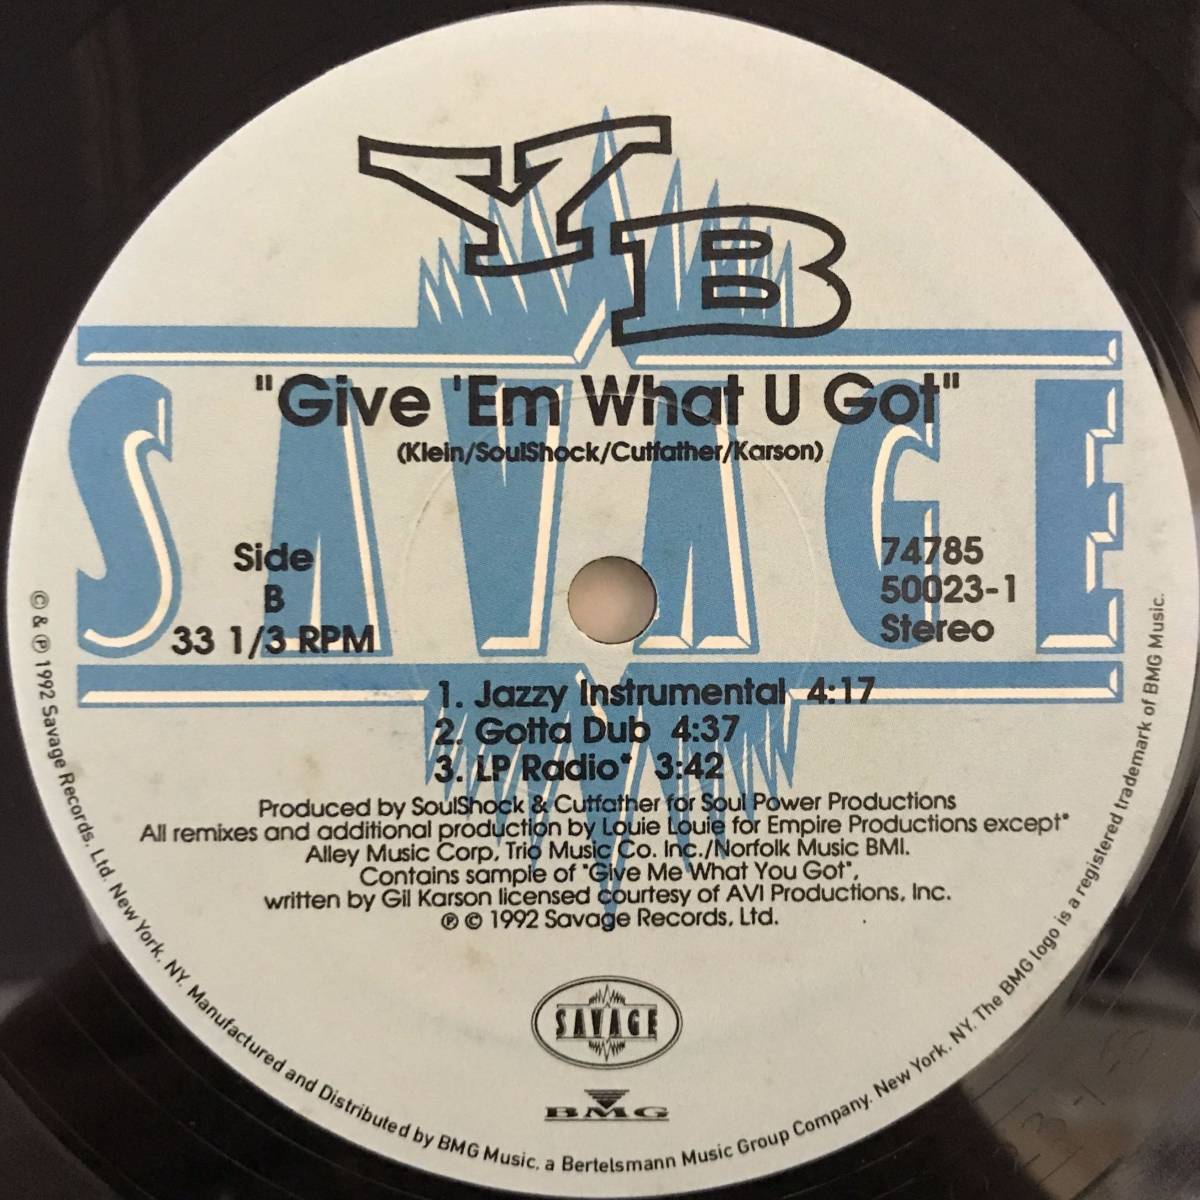 YB
SAVAGE
"Give 'Em What U Got"
(Klein/SoulShock/Cutfather/Karson)
Side
B
33 1/3 RPM
74785
50023-1
Stereo
1. Jazzy Instrumental 4:17
2. Gotta Dub 4:37
3. LP Radio* 3:42
Produced by SoulShock & Cutfather for Soul Power Productions
All remixes and additional production by Louie Louie for Empire Productions except*
Alley Music Corp. Trio Music Co. Inc./Norfolk Music BMI.
Contains sample of "Give Me What You Got",
written by Gil Karson licensed courtesy of AVI Productions, Inc.
℗ © 1992 Savage Records, Ltd.
SAVAGE
BMG
© & ℗ 1992 Savage Records, Ltd. New York, NY. Manufactured and Distributed by BMG Music, a Bertelsmann Music Group Company, New York, NY. The BMG logo is a registered trademark of BMG Music.